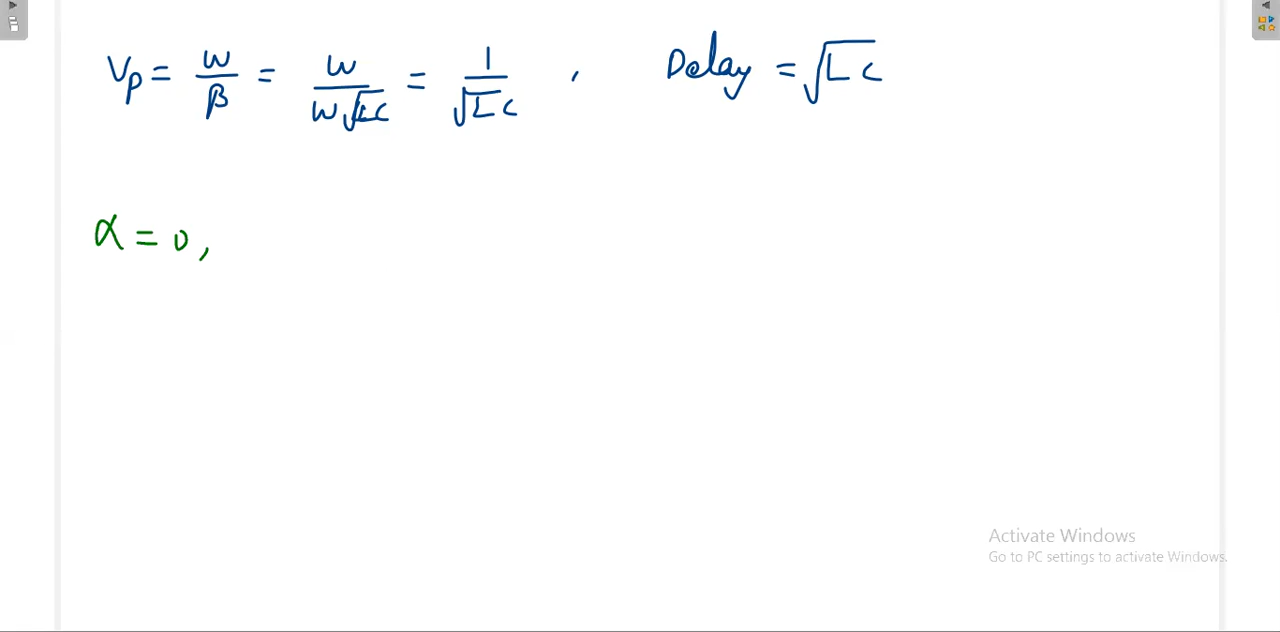 Vp = ω/β = ω/ω√LC = 1/√LC , Delay = √LC
α = 0,
Activate Windows
Go to PC settings to activate Windows.